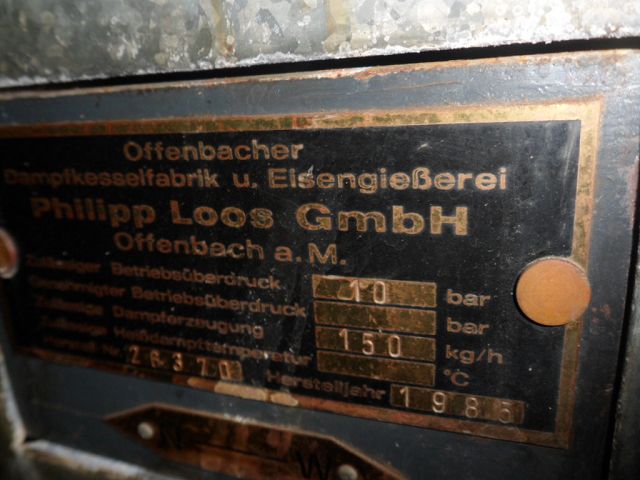 Offenbacher
Dampfkesselfabrik u. Eisengießerei
Philipp Loos GmbH
Offenbach a.M.
Zulässiger Betriebsüberdruck 10 bar
Genehmigter Betriebsüberdruck bar
Zulässige Dampferzeugung 150 kg/h
Zulässige Heißdampftemperatur °C
Kessel Nr. 26370 Herstelljahr 1985
W